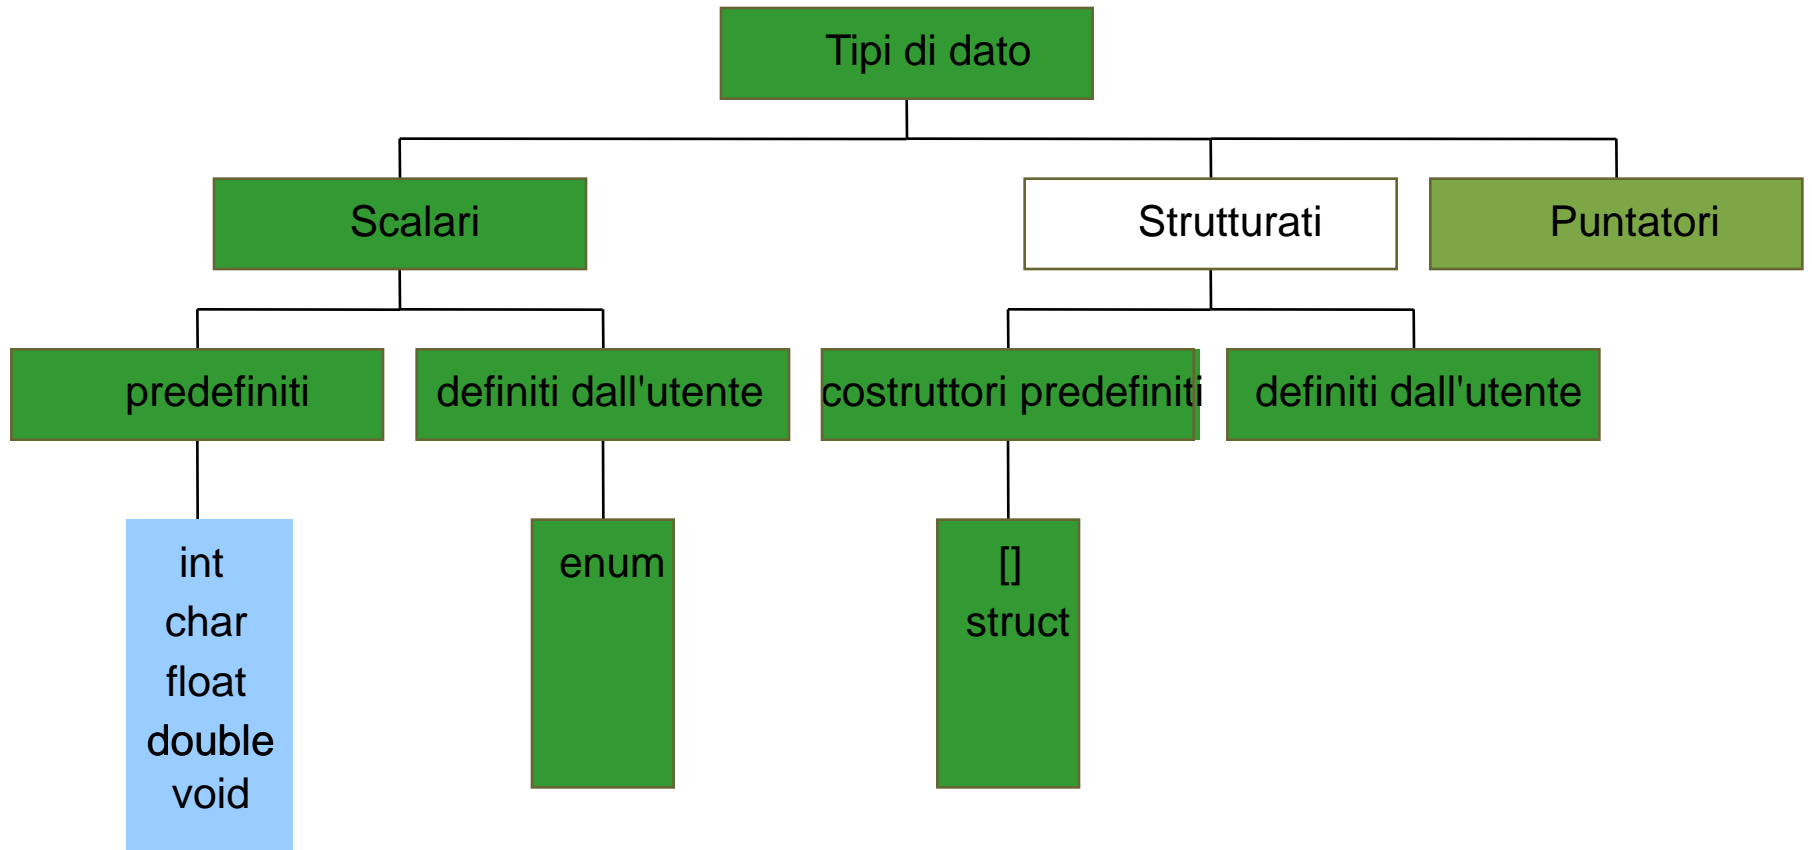 Tipi di dato
Scalari
Strutturati
Puntatori
predefiniti
definiti dall'utente
costruttori predefiniti
definiti dall'utente
int
char
float
double
void
enum
[]
struct